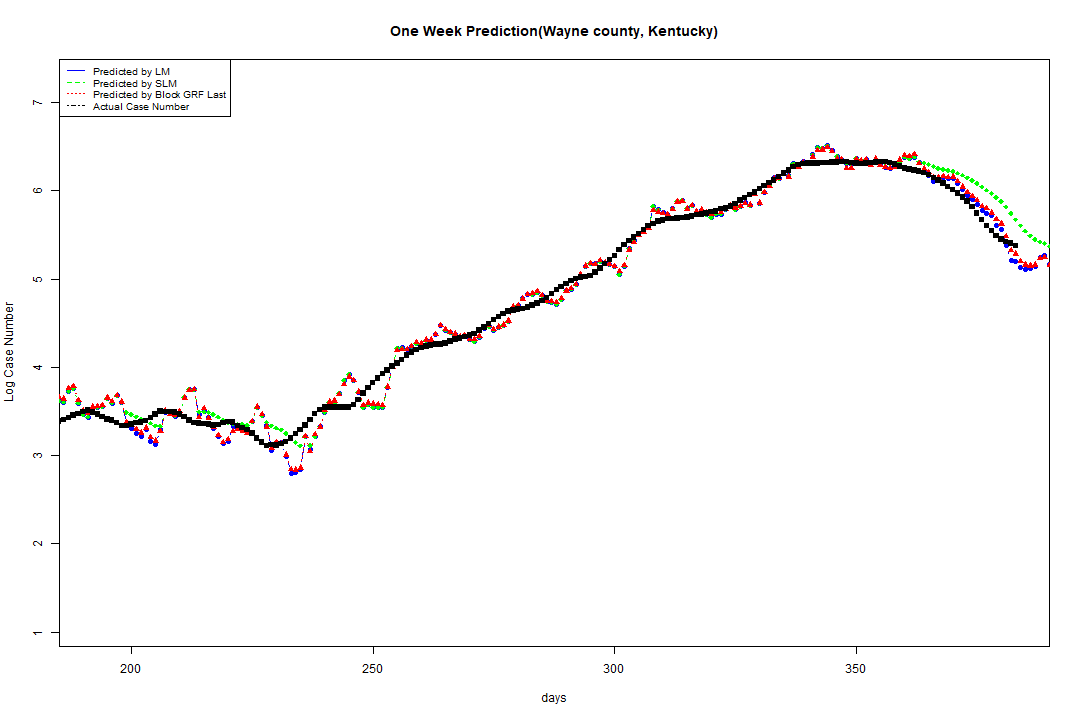 One Week Prediction(Wayne county, Kentucky)
Predicted by LM
Predicted by SLM
Predicted by Block GRF Last
Actual Case Number
7
6
5
4
3
2
1
Log Case Number
200 250 300 350
days